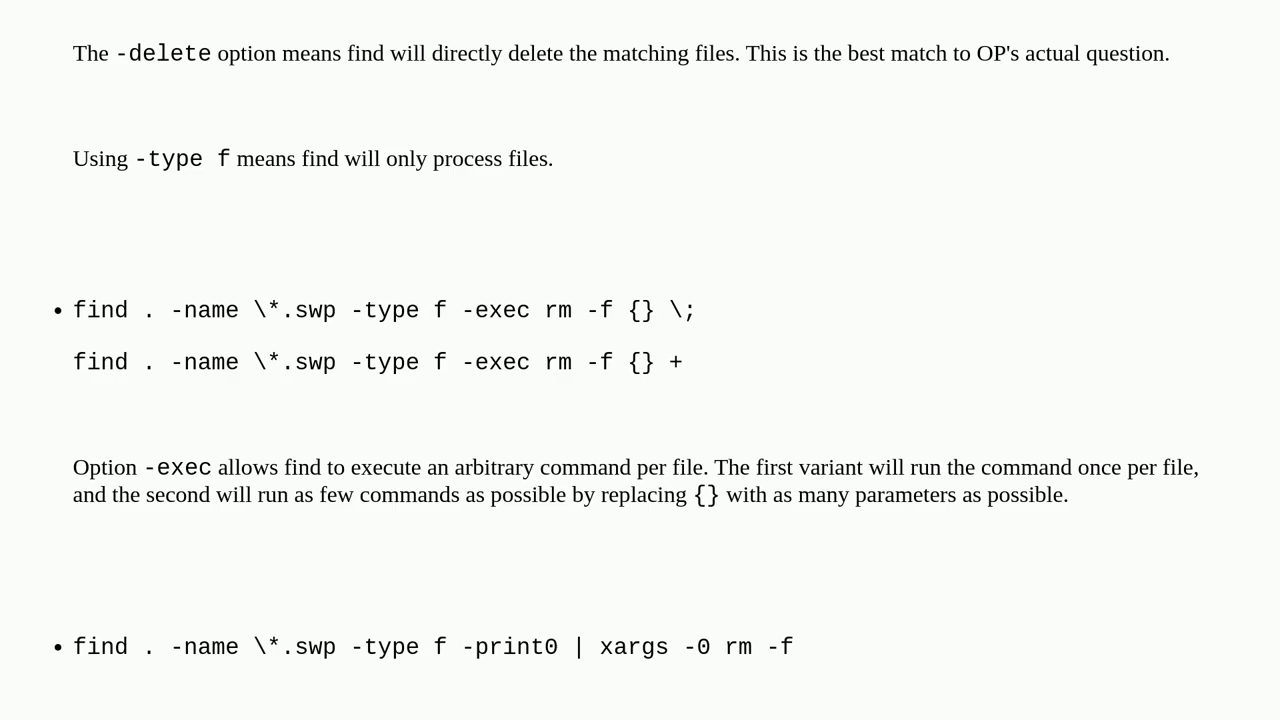 The -delete option means find will directly delete the matching files. This is the best match to OP's actual question.
Using -type f means find will only process files.
• find . -name \*.swp -type f -exec rm -f {} \;
find . -name \*.swp -type f -exec rm -f {} +
Option -exec allows find to execute an arbitrary command per file. The first variant will run the command once per file,
and the second will run as few commands as possible by replacing {} with as many parameters as possible.
• find . -name \*.swp -type f -print0 | xargs -0 rm -f